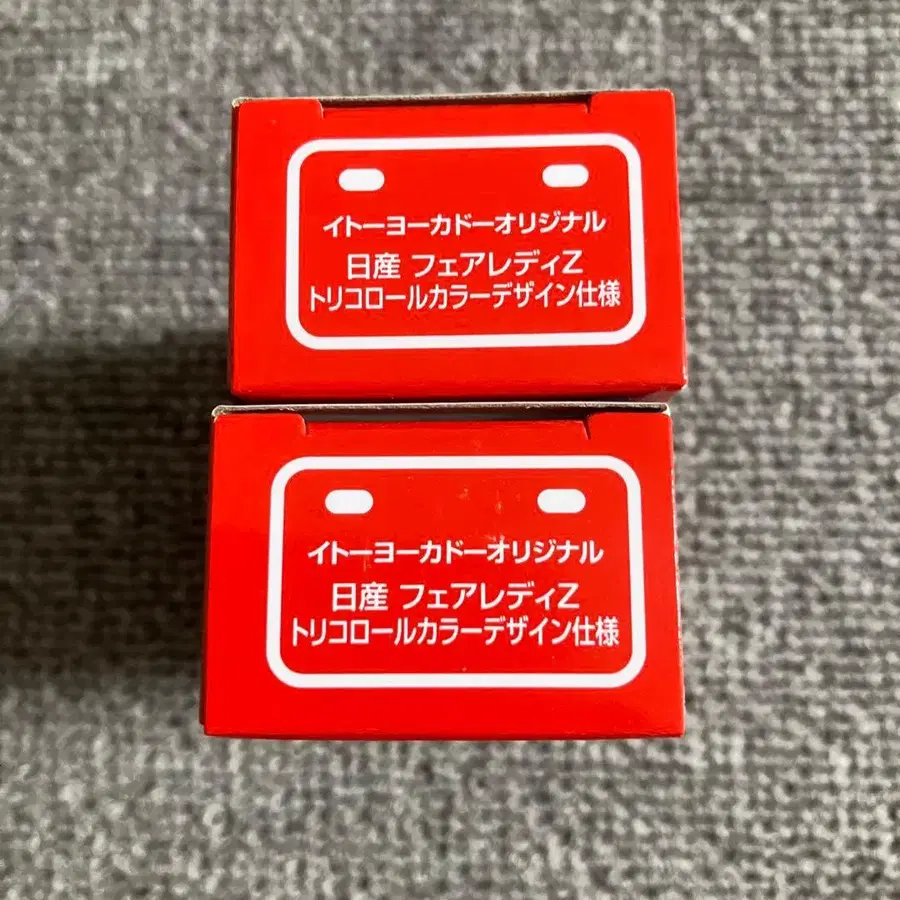 イトーヨーカドーオリジナル
日産 フェアレディZ
トリコロールカラーデザイン仕様
イトーヨーカドーオリジナル
日産 フェアレディZ
トリコロールカラーデザイン仕様